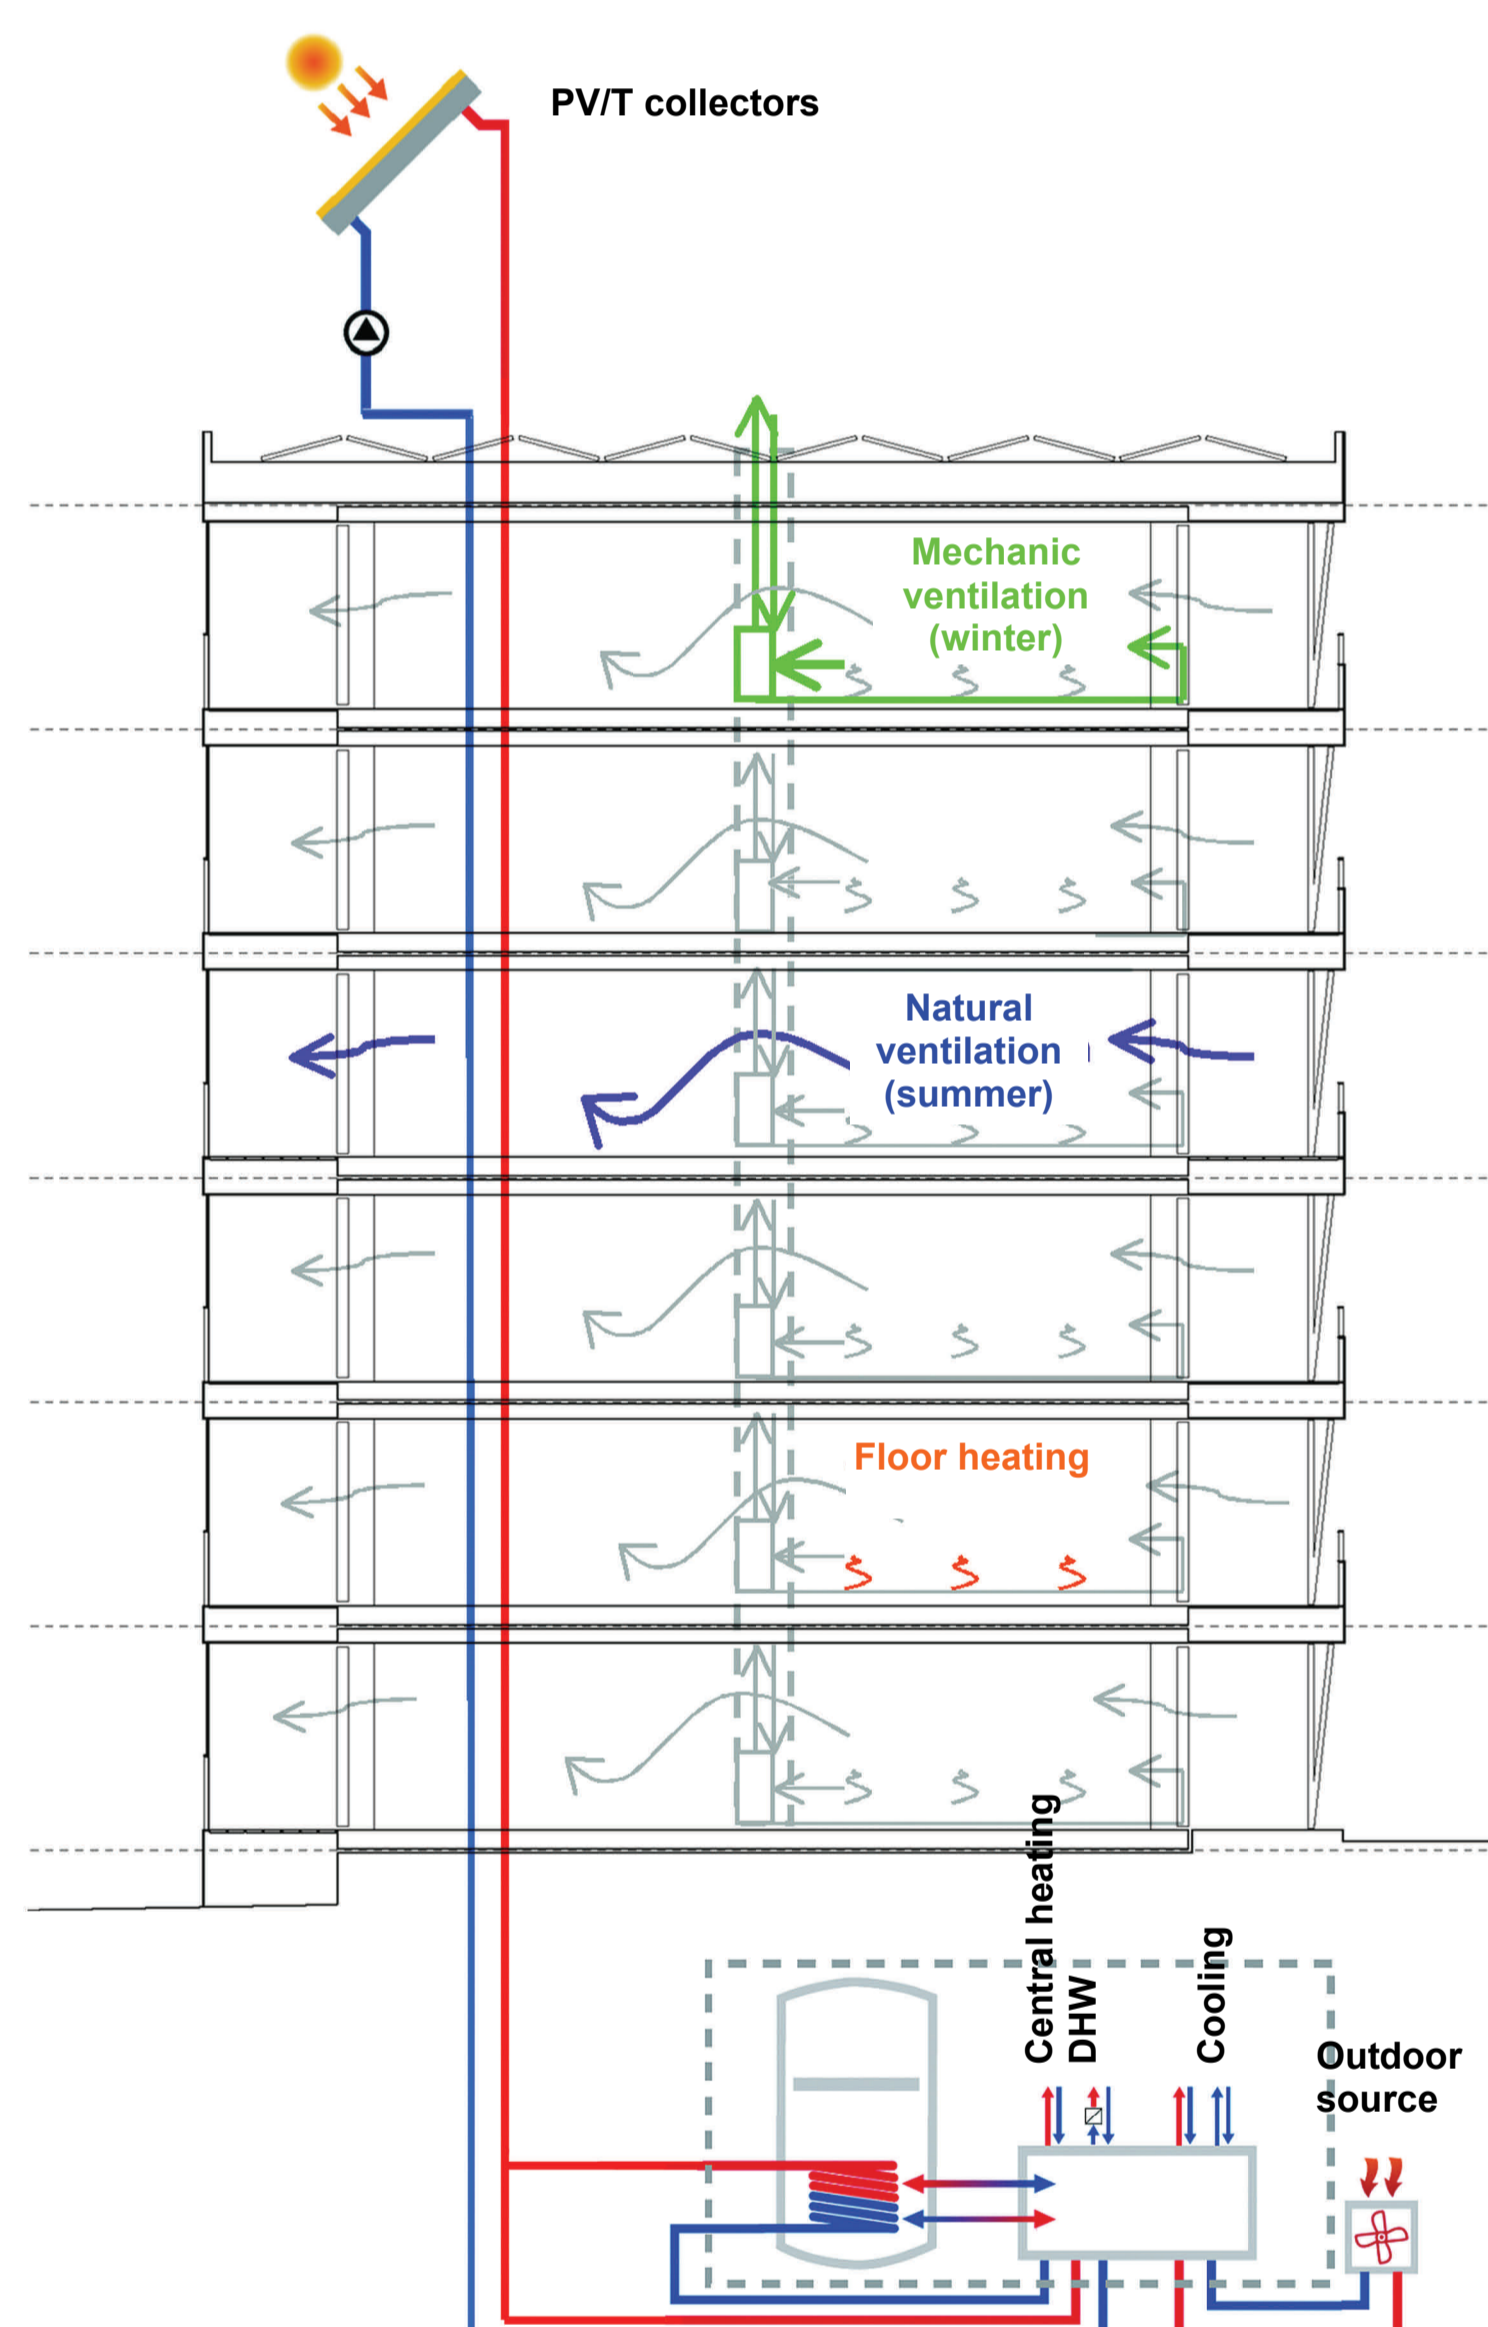 PV/T collectors
Mechanic
ventilation
(winter)
Natural
ventilation
(summer)
Floor heating
Central heating
DHW
Cooling
Outdoor
source